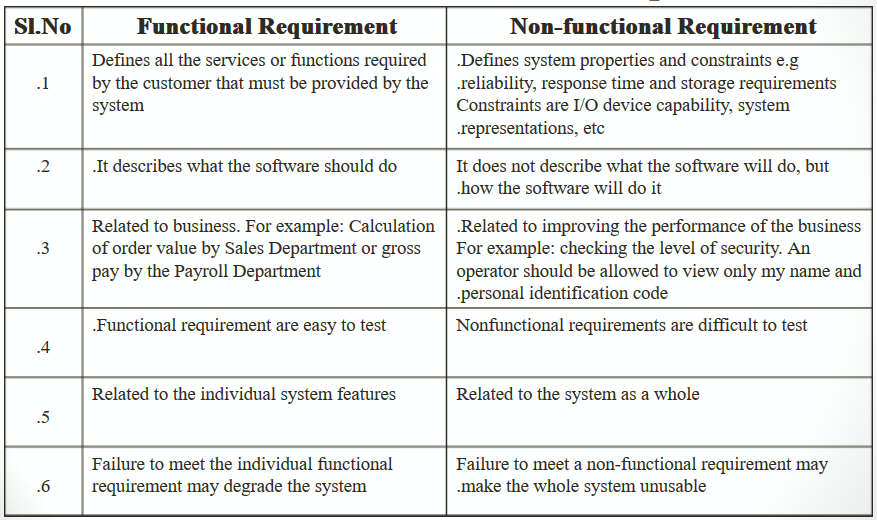 Sl.No Functional Requirement Non-functional Requirement
.1
Defines all the services or functions required
by the customer that must be provided by the
system
.Defines system properties and constraints e.g
.reliability, response time and storage requirements
Constraints are I/O device capability, system
.representations, etc
.2
.It describes what the software should do
It does not describe what the software will do, but
.how the software will do it
.3
Related to business. For example: Calculation
of order value by Sales Department or gross
pay by the Payroll Department
.Related to improving the performance of the business
For example: checking the level of security. An
operator should be allowed to view only my name and
.personal identification code
.4
.Functional requirement are easy to test
Nonfunctional requirements are difficult to test
.5
Related to the individual system features
Related to the system as a whole
.6
Failure to meet the individual functional
requirement may degrade the system
Failure to meet a non-functional requirement may
.make the whole system unusable